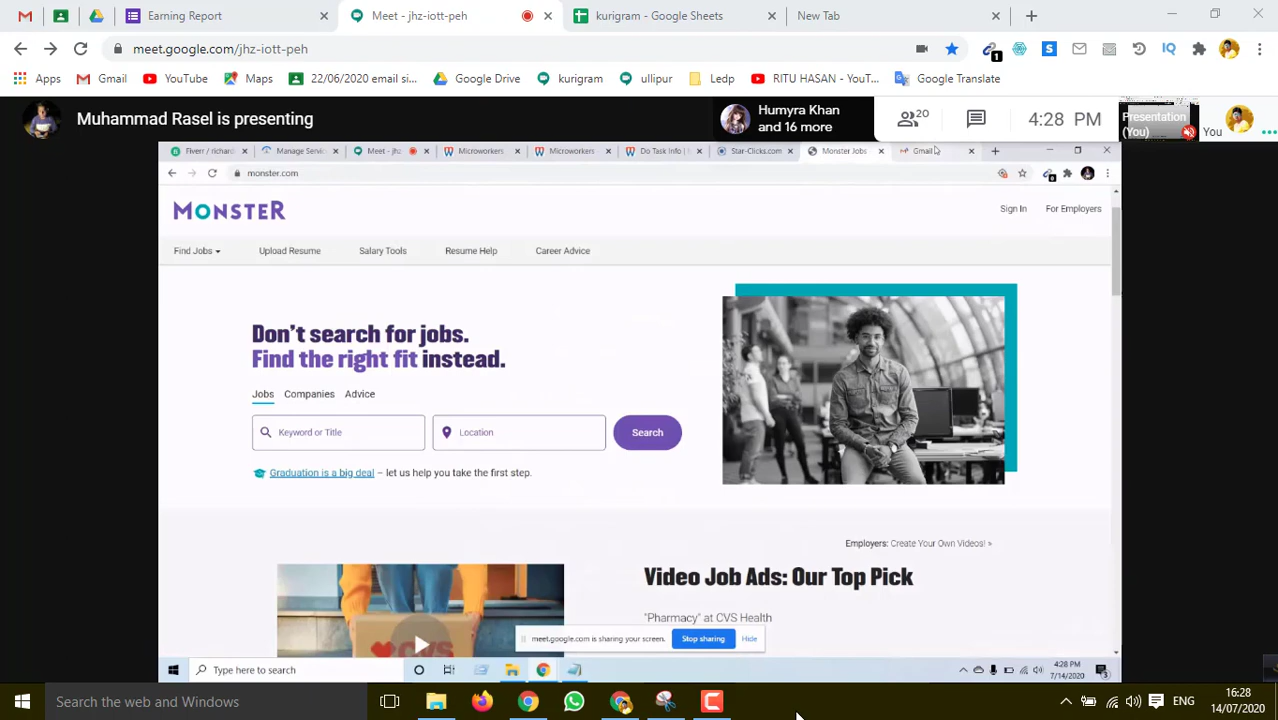 Earning Report
Meet - jhz-iott-peh
kurigram - Google Sheets
New Tab
meet.google.com/jhz-iott-peh
Apps
Gmail
YouTube
Maps
22/06/2020 email si...
Google Drive
kurigram
ullipur
Ledp
RITU HASAN - YouT...
Google Translate
Muhammad Rasel is presenting
Humyra Khan
and 16 more
20
4:28 PM
Presentation
(You)
You
Fiverr / richard
Manage Servic
Meet - jhz
Microworkers
Microworkers
Do Task Info |
Star-Clicks.com
Monster Jobs
Gmail
monster.com
MONSTER
Sign In
For Employers
Find Jobs
Upload Resume
Salary Tools
Resume Help
Career Advice
Don't search for jobs.
Find the right fit instead.
Jobs
Companies
Advice
Keyword or Title
Location
Search
Graduation is a big deal – let us help you take the first step.
Employers: Create Your Own Videos! »
Video Job Ads: Our Top Pick
"Pharmacy" at CVS Health
CVS
meet.google.com is sharing your screen.
Stop sharing
Hide
Type here to search
4:28 PM
7/14/2020
Search the web and Windows
ENG
16:28
14/07/2020